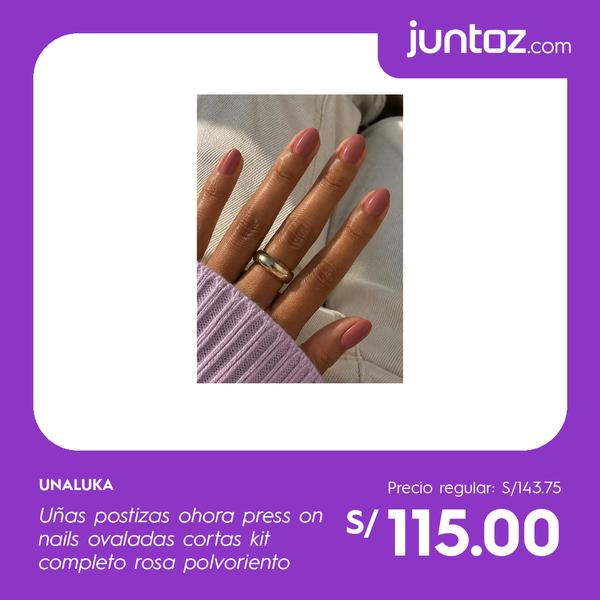 juntoz.com
UNALUKA
Uñas postizas ohora press on
nails ovaladas cortas kit
completo rosa polvoriento
Precio regular: S/143.75
S/115.00